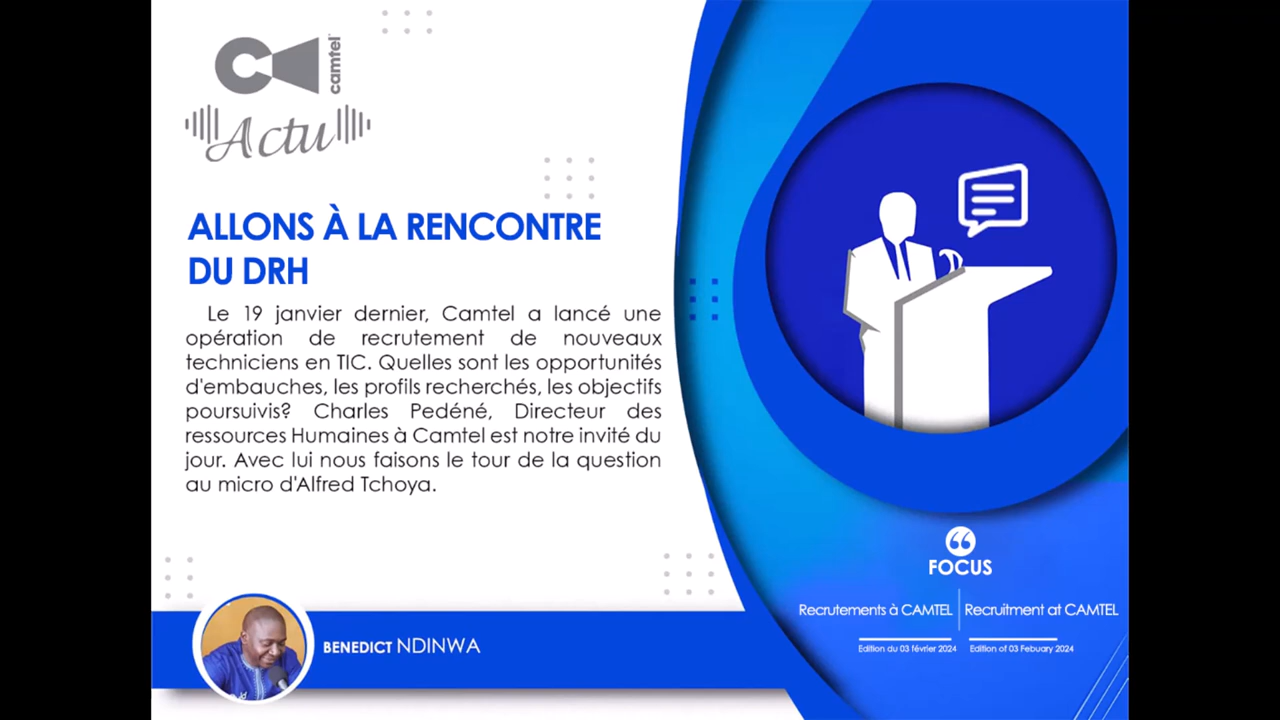 camtel
Actu
ALLONS À LA RENCONTRE
DU DRH
Le 19 janvier dernier, Camtel a lancé une
opération de recrutement de nouveaux
techniciens en TIC. Quelles sont les opportunités
d'embauches, les profils recherchés, les objectifs
poursuivis? Charles Pedéné, Directeur des
ressources Humaines à Camtel est notre invité du
jour. Avec lui nous faisons le tour de la question
au micro d'Alfred Tchoya.
BENEDICT NDINWA
FOCUS
Recrutements à CAMTEL
Edition du 03 février 2024
Recruitment at CAMTEL
Edition of 03 Febuary 2024